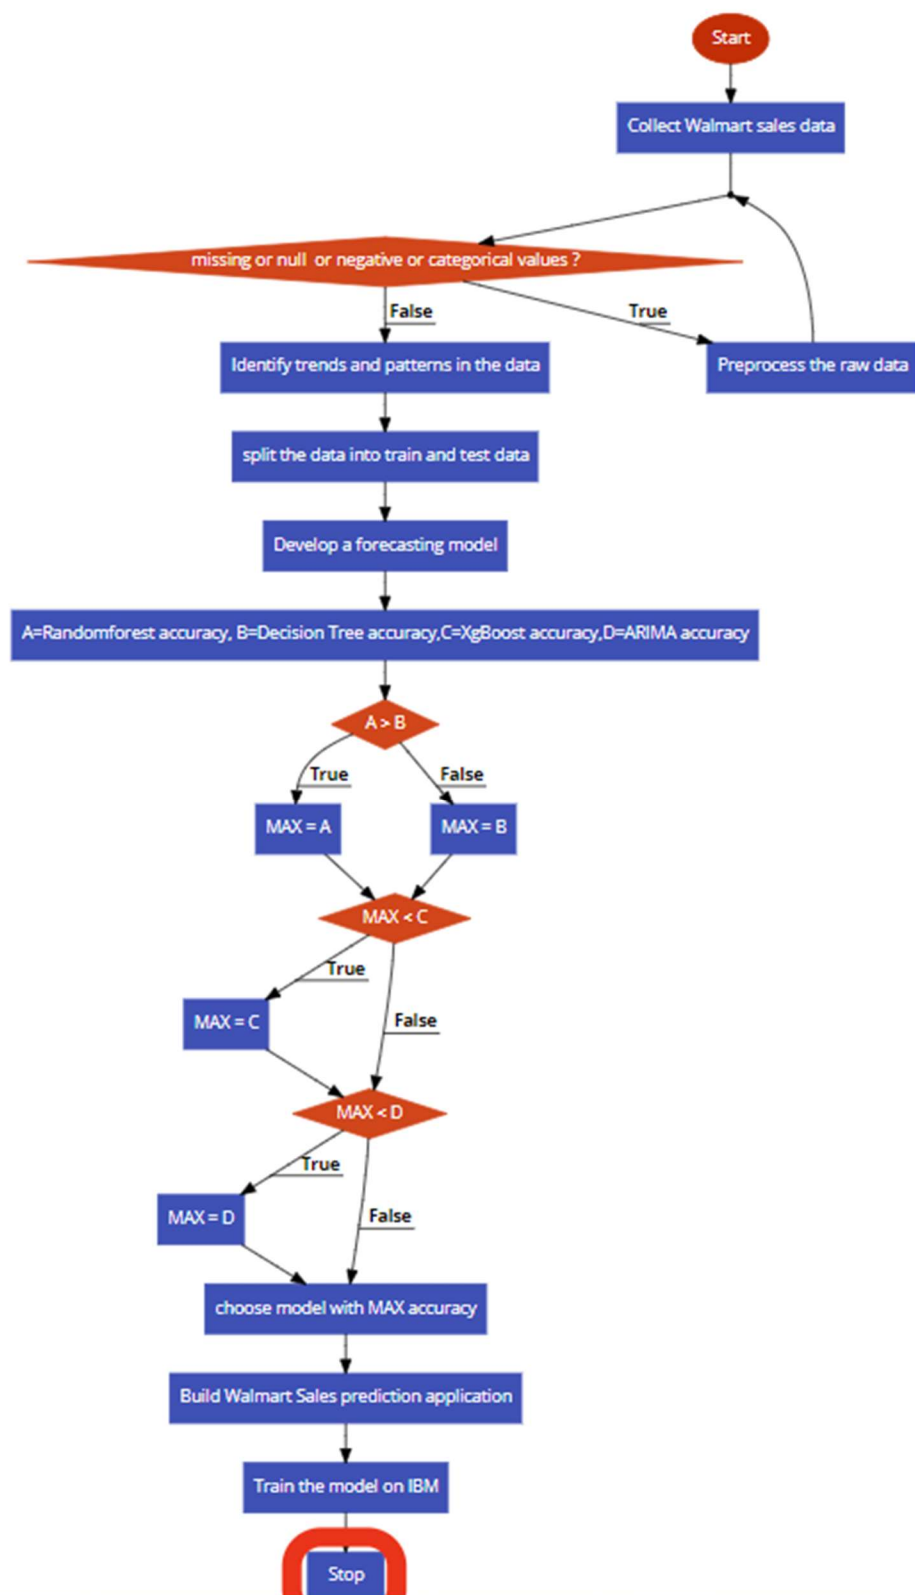 Start
Collect Walmart sales data
missing or null or negative or categorical values ?
False
True
Identify trends and patterns in the data
Preprocess the raw data
split the data into train and test data
Develop a forecasting model
A=Randomforest accuracy, B=Decision Tree accuracy,C=XgBoost accuracy,D=ARIMA accuracy
A > B
True
False
MAX = A
MAX = B
MAX < C
True
MAX = C
False
MAX < D
True
MAX = D
False
choose model with MAX accuracy
Build Walmart Sales prediction application
Train the model on IBM
Stop